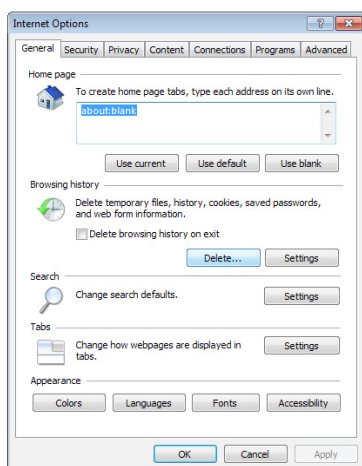 Internet Options
General Security Privacy Content Connections Programs Advanced
Home page
To create home page tabs, type each address on its own line.
about:blank
Use current Use default Use blank
Browsing history
Delete temporary files, history, cookies, saved passwords,
and web form information.
Delete browsing history on exit
Delete... Settings
Search
Change search defaults. Settings
Tabs
Change how webpages are displayed in
tabs.
Settings
Appearance
Colors Languages Fonts Accessibility
OK Cancel Apply